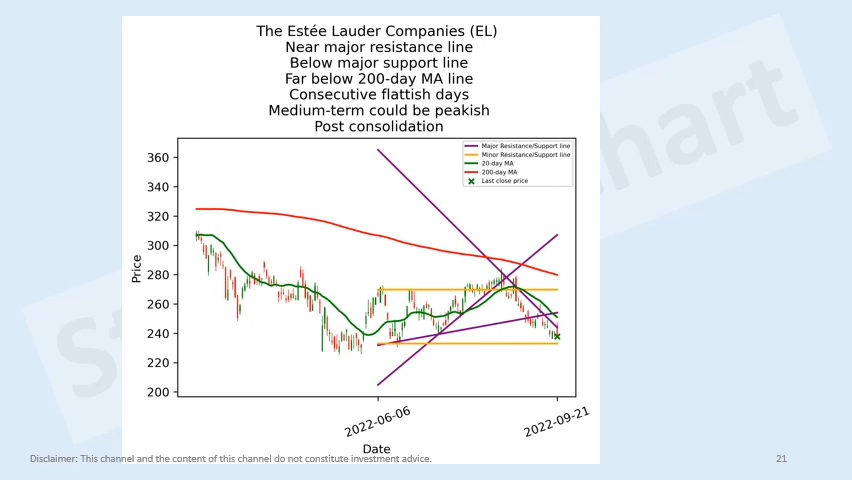 The Estée Lauder Companies (EL)
Near major resistance line
Below major support line
Far below 200-day MA line
Consecutive flattish days
Medium-term could be peakish
Post consolidation
Major Resistance/Support line
Minor Resistance/Support line
20-day MA
200-day MA
Last close price
360
340
320
300
280
260
240
220
200
Price
2022-06-06
2022-09-21
Date
Disclaimer: This channel and the content of this channel do not constitute investment advice.
21